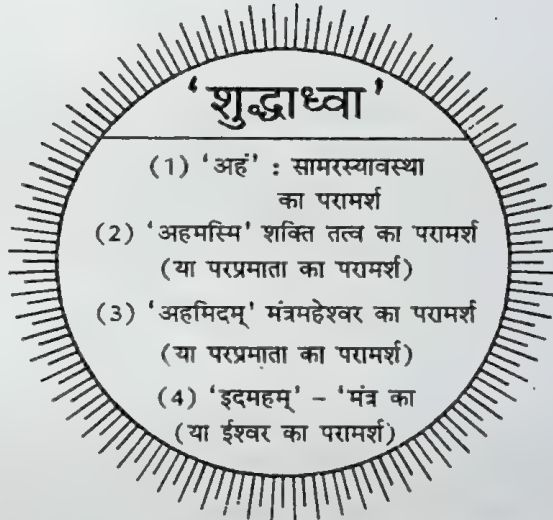 ‘शुद्धाध्वा’
(1) ‘अहं’ : सामरस्यावस्था
का परामर्श
(2) ‘अहमस्मि’ शक्ति तत्व का परामर्श
(या परप्रमाता का परामर्श)
(3) ‘अहमिदम्’ मंत्रमहेश्वर का परामर्श
(या परप्रमाता का परामर्श)
(4) ‘इदमहम्’ – ‘मंत्र का
(या ईश्वर का परामर्श)